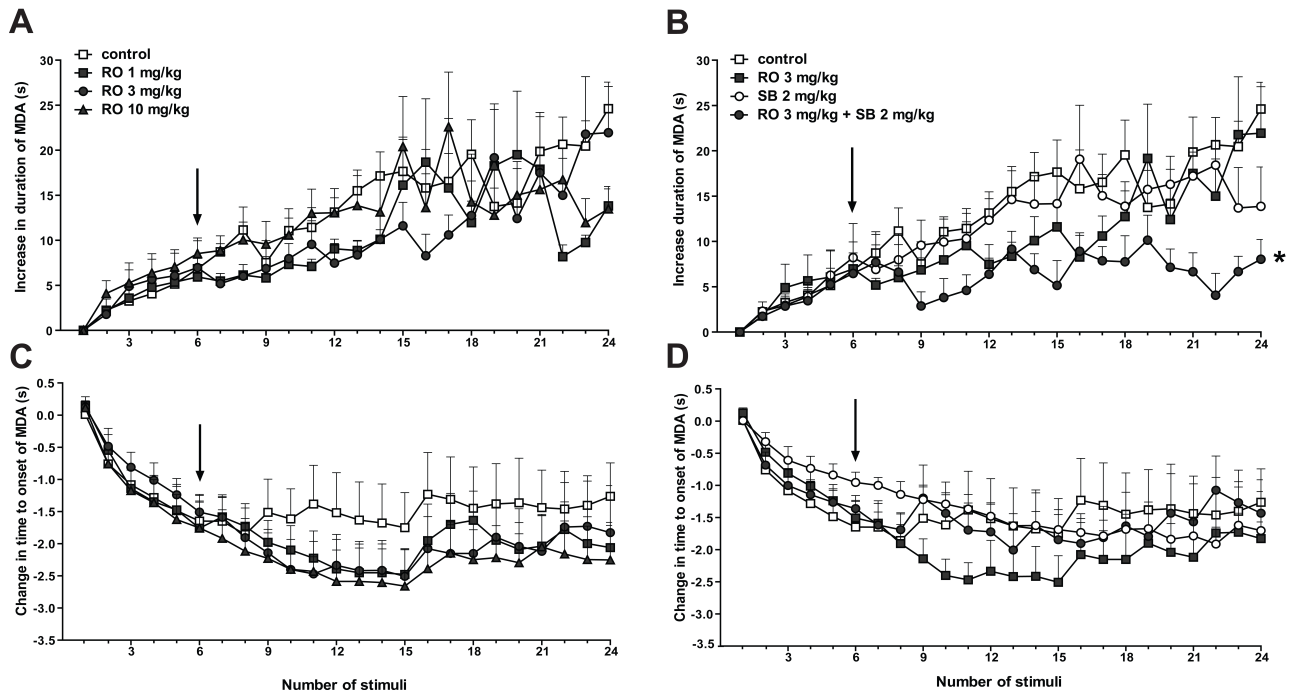 A
control
RO 1 mg/kg
RO 3 mg/kg
RO 10 mg/kg
Increase in duration of MDA (s)
30
25
20
15
10
5
0
3 6 9 12 15 18 21 24
B
control
RO 3 mg/kg
SB 2 mg/kg
RO 3 mg/kg + SB 2 mg/kg
Increase duration of MDA (s)
30
25
20
15
10
5
0
3 6 9 12 15 18 21 24
*
C
Change in time to onset of MDA (s)
0.5
0.0
-0.5
-1.0
-1.5
-2.0
-2.5
-3.0
-3.5
3 6 9 12 15 18 21 24
Number of stimuli
D
Change in time to onset of MDA (s)
0.5
0.0
-0.5
-1.0
-1.5
-2.0
-2.5
-3.0
-3.5
3 6 9 12 15 18 21 24
Number of stimuli